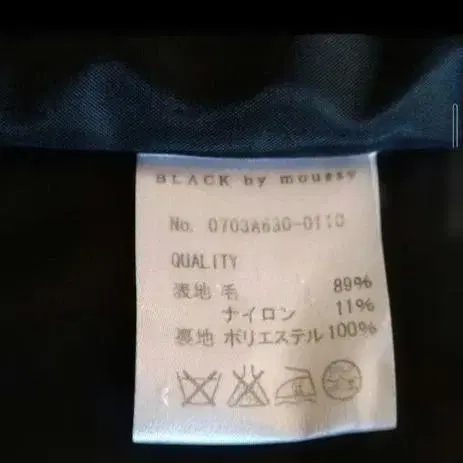 BLACK by moussy
No. 0703A630-0110
QUALITY
表地 毛 89%
ナイロン 11%
裏地 ポリエステル 100%